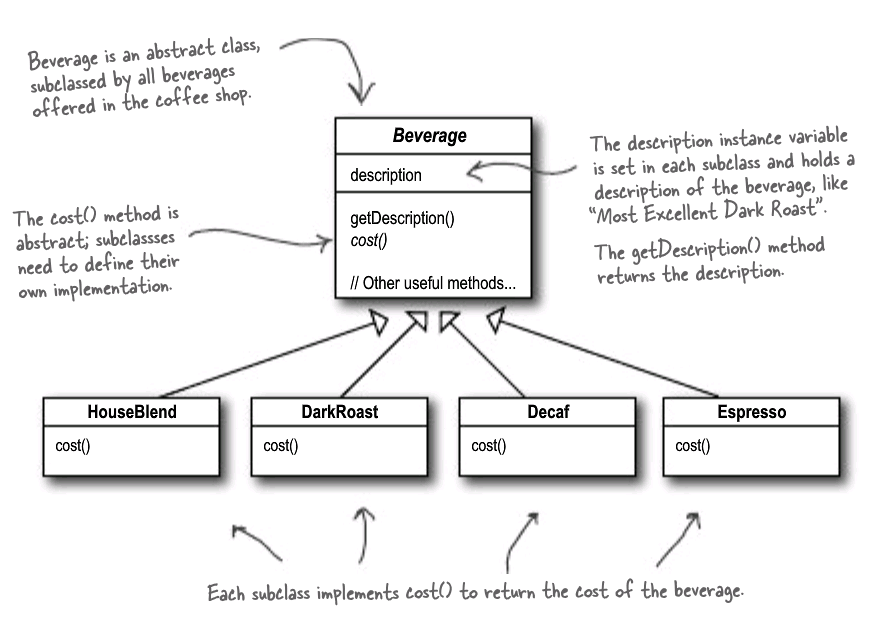 Beverage is an abstract class,
subclassed by all beverages
offered in the coffee shop.
Beverage
description
getDescription()
cost()
// Other useful methods...
The description instance variable
is set in each subclass and holds a
description of the beverage, like
“Most Excellent Dark Roast”.
The getDescription() method
returns the description.
The cost() method is
abstract; subclassses
need to define their
own implementation.
HouseBlend
cost()
DarkRoast
cost()
Decaf
cost()
Espresso
cost()
Each subclass implements cost() to return the cost of the beverage.